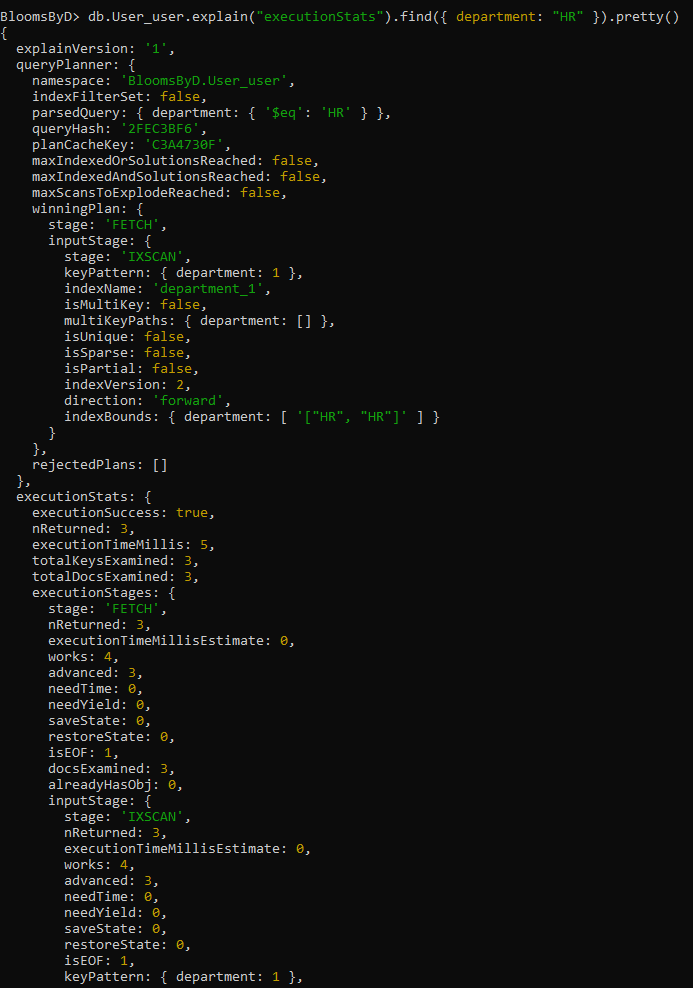 BloomsByD> db.User_user.explain("executionStats").find({ department: "HR" }).pretty()
{
  explainVersion: '1',
  queryPlanner: {
    namespace: 'BloomsByD.User_user',
    indexFilterSet: false,
    parsedQuery: { department: { '$eq': 'HR' } },
    queryHash: '2FEC3BF6',
    planCacheKey: 'C3A4730F',
    maxIndexedOrSolutionsReached: false,
    maxIndexedAndSolutionsReached: false,
    maxScansToExplodeReached: false,
    winningPlan: {
      stage: 'FETCH',
      inputStage: {
        stage: 'IXSCAN',
        keyPattern: { department: 1 },
        indexName: 'department_1',
        isMultiKey: false,
        multiKeyPaths: { department: [] },
        isUnique: false,
        isSparse: false,
        isPartial: false,
        indexVersion: 2,
        direction: 'forward',
        indexBounds: { department: [ '["HR", "HR"]' ] }
      }
    },
    rejectedPlans: []
  },
  executionStats: {
    executionSuccess: true,
    nReturned: 3,
    executionTimeMillis: 5,
    totalKeysExamined: 3,
    totalDocsExamined: 3,
    executionStages: {
      stage: 'FETCH',
      nReturned: 3,
      executionTimeMillisEstimate: 0,
      works: 4,
      advanced: 3,
      needTime: 0,
      needYield: 0,
      saveState: 0,
      restoreState: 0,
      isEOF: 1,
      docsExamined: 3,
      alreadyHasObj: 0,
      inputStage: {
        stage: 'IXSCAN',
        nReturned: 3,
        executionTimeMillisEstimate: 0,
        works: 4,
        advanced: 3,
        needTime: 0,
        needYield: 0,
        saveState: 0,
        restoreState: 0,
        isEOF: 1,
        keyPattern: { department: 1 },